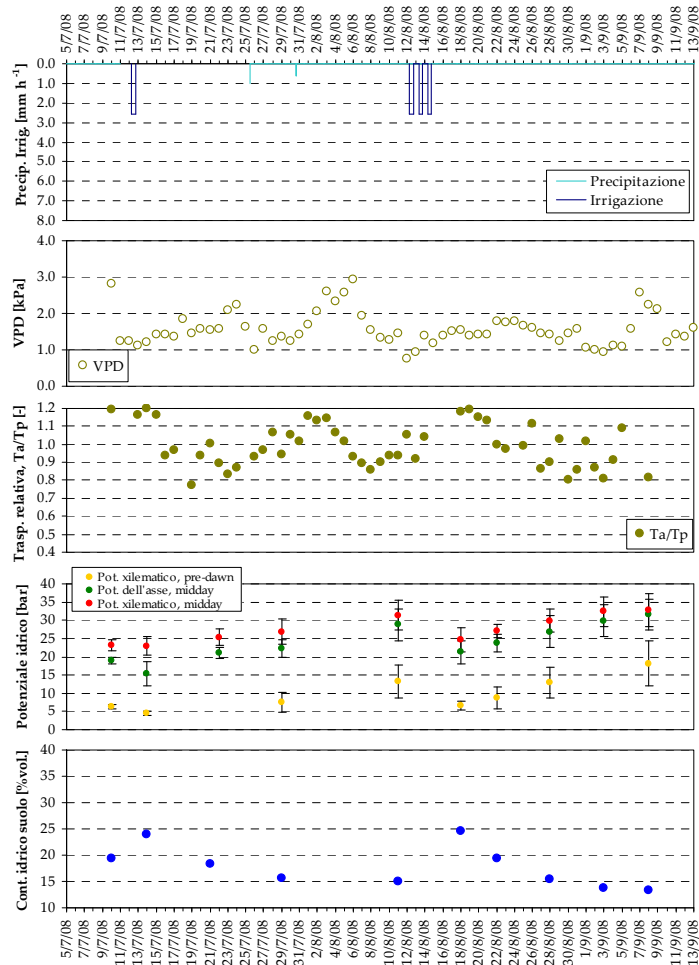 5/7/08 7/7/08 9/7/08 11/7/08 13/7/08 15/7/08 17/7/08 19/7/08 21/7/08 23/7/08 25/7/08 27/7/08 29/7/08 31/7/08 2/8/08 4/8/08 6/8/08 8/8/08 10/8/08 12/8/08 14/8/08 16/8/08 18/8/08 20/8/08 22/8/08 24/8/08 26/8/08 28/8/08 30/8/08 1/9/08 3/9/08 5/9/08 7/9/08 9/9/08 11/9/08 13/9/08
Precip. Irrig. [mm h⁻¹]
0.0
1.0
2.0
3.0
4.0
5.0
6.0
7.0
8.0
Precipitazione
Irrigazione
VPD [kPa]
4.0
3.0
2.0
1.0
0.0
VPD
Trasp. relativa, Ta/Tp [-]
1.2
1.1
1.0
0.9
0.8
0.7
0.6
0.5
0.4
Ta/Tp
Potenziale idrico [bar]
Pot. xilematico, pre-dawn
Pot. dell'asse, midday
Pot. xilematico, midday
40
35
30
25
20
15
10
5
0
Cont. idrico suolo [%vol.]
40
35
30
25
20
15
10
5/7/08 7/7/08 9/7/08 11/7/08 13/7/08 15/7/08 17/7/08 19/7/08 21/7/08 23/7/08 25/7/08 27/7/08 29/7/08 31/7/08 2/8/08 4/8/08 6/8/08 8/8/08 10/8/08 12/8/08 14/8/08 16/8/08 18/8/08 20/8/08 22/8/08 24/8/08 26/8/08 28/8/08 30/8/08 1/9/08 3/9/08 5/9/08 7/9/08 9/9/08 11/9/08 13/9/08